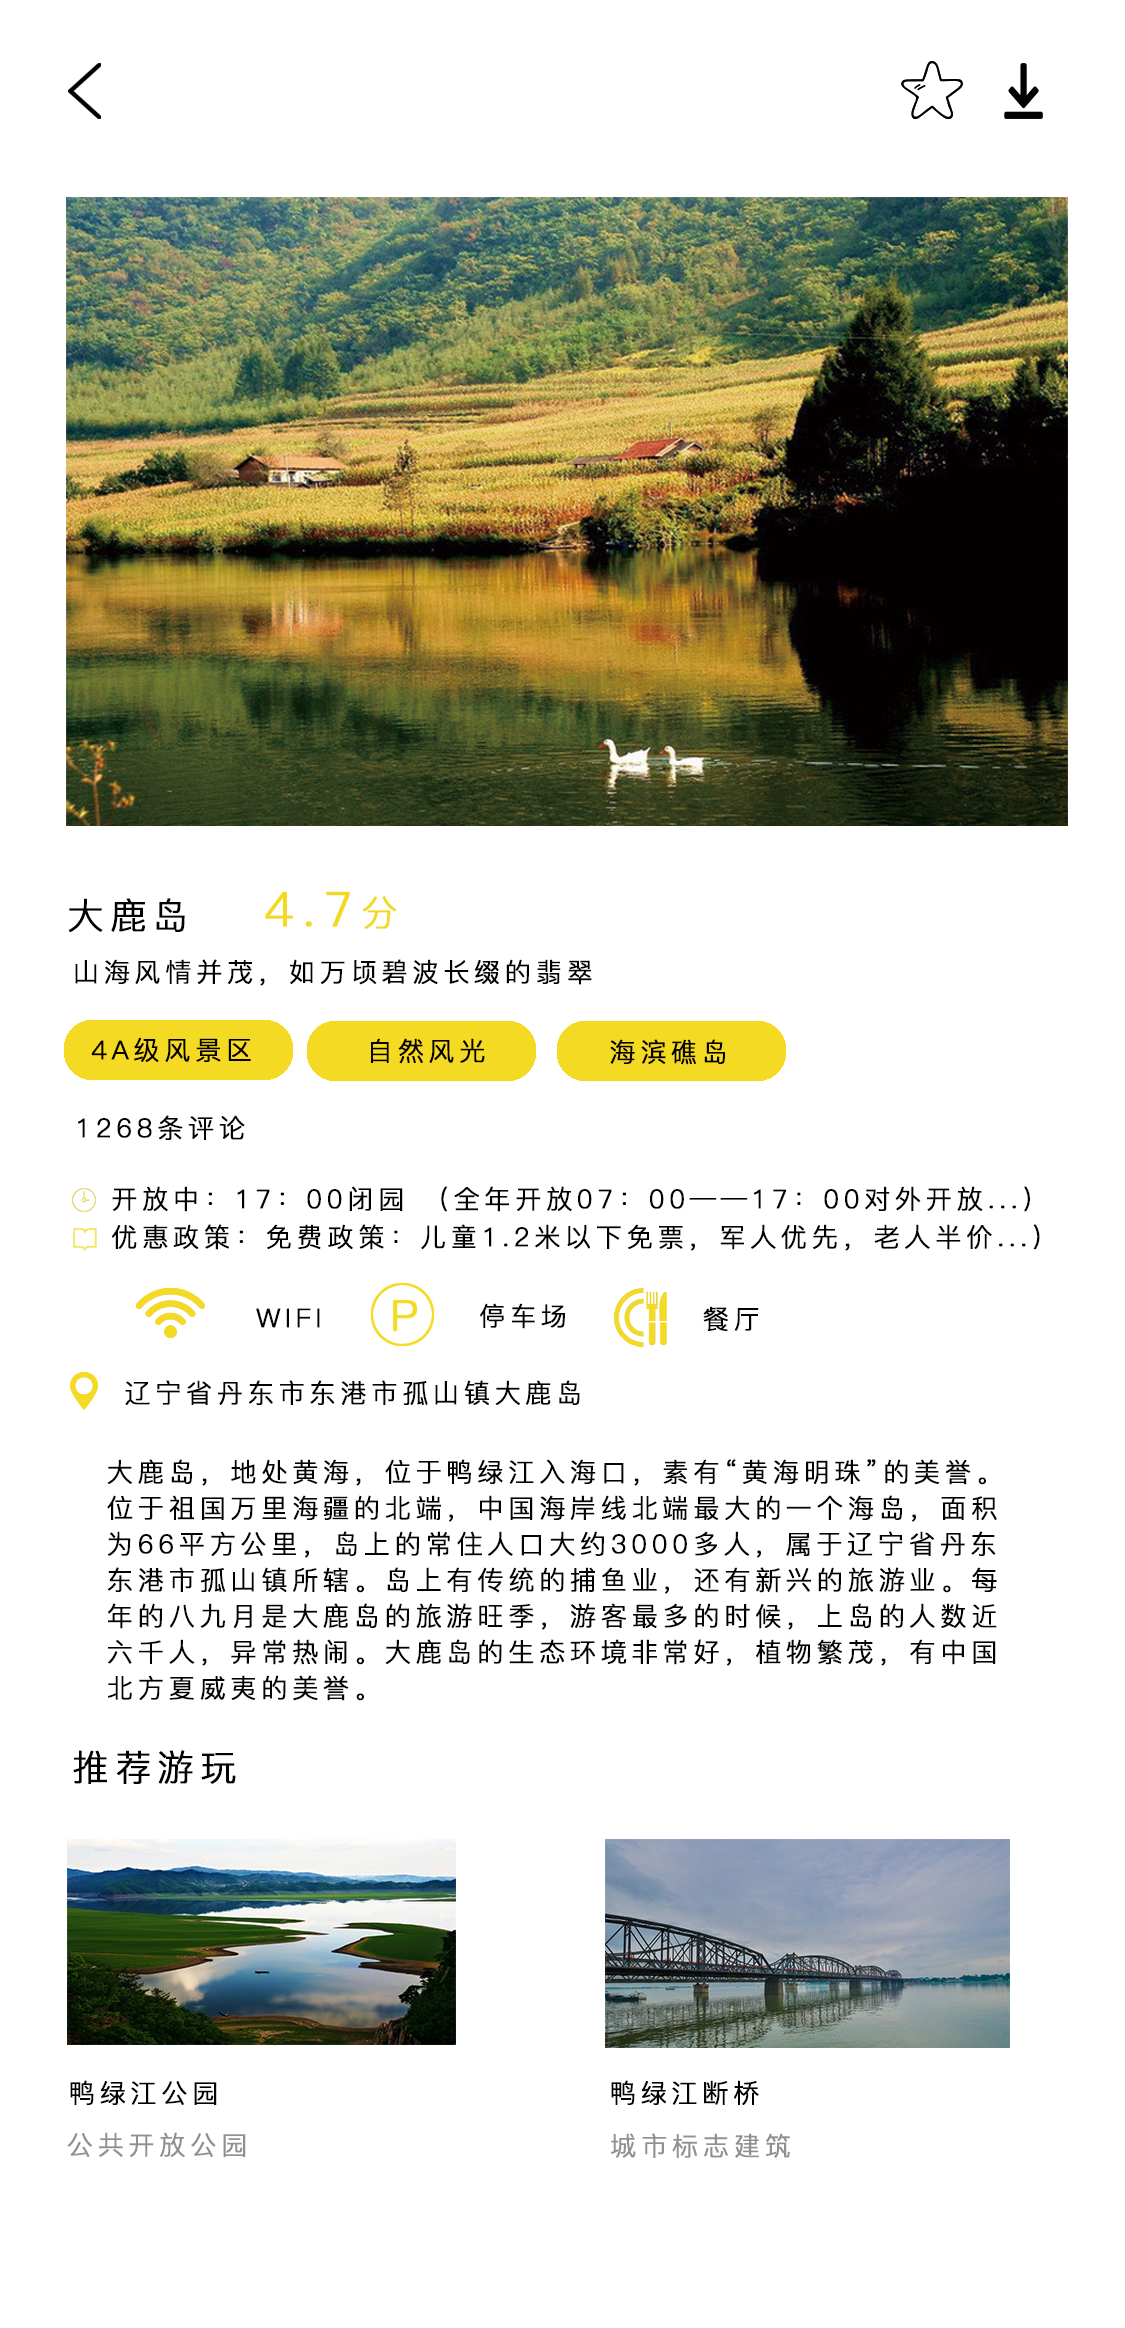 大鹿岛 4.7分
山海风情并茂，如万顷碧波长缀的翡翠
4A级风景区 自然风光 海滨礁岛
1268条评论
开放中：17：00闭园 （全年开放07：00——17：00对外开放...）
优惠政策：免费政策：儿童1.2米以下免票，军人优先，老人半价...）
WIFI P 停车场 餐厅
辽宁省丹东市东港市孤山镇大鹿岛
大鹿岛，地处黄海，位于鸭绿江入海口，素有“黄海明珠”的美誉。
位于祖国万里海疆的北端，中国海岸线北端最大的一个海岛，面积
为66平方公里，岛上的常住人口大约3000多人，属于辽宁省丹东
东港市孤山镇所辖。岛上有传统的捕鱼业，还有新兴的旅游业。每
年的八九月是大鹿岛的旅游旺季，游客最多的时候，上岛的人数近
六千人，异常热闹。大鹿岛的生态环境非常好，植物繁茂，有中国
北方夏威夷的美誉。
推荐游玩
鸭绿江公园 鸭绿江断桥
公共开放公园 城市标志建筑